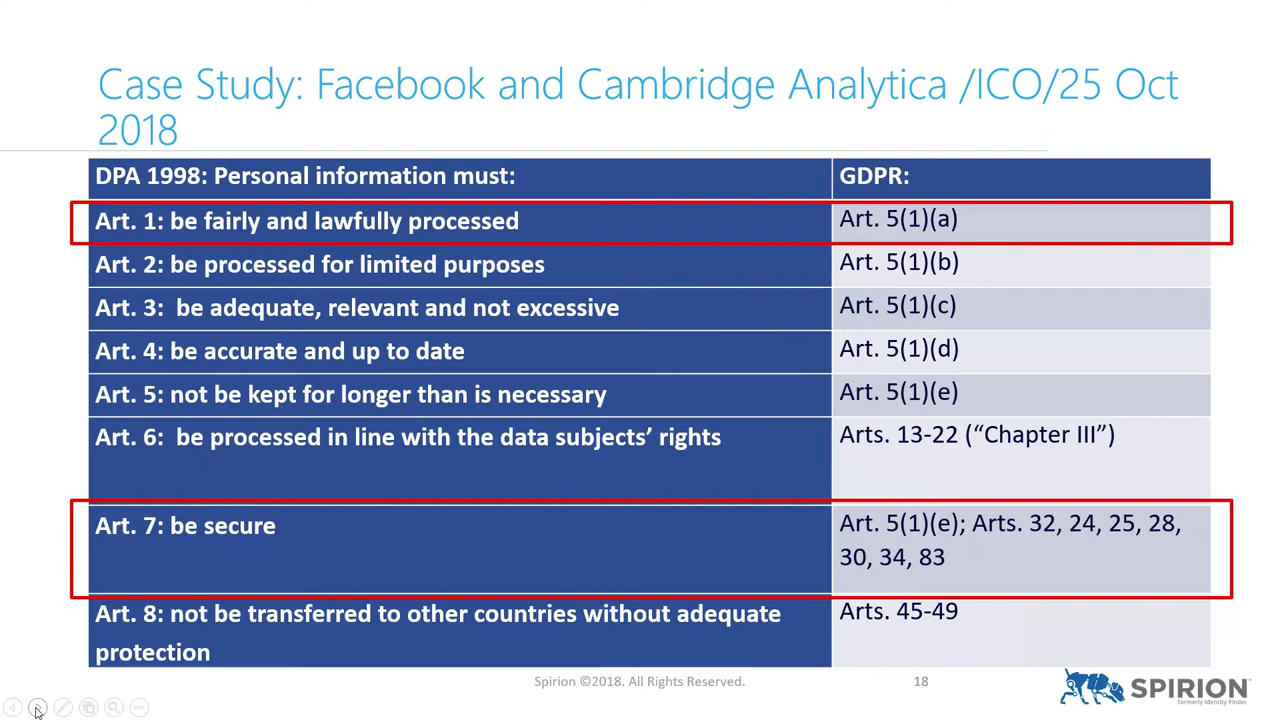 Case Study: Facebook and Cambridge Analytica /ICO/25 Oct
2018
DPA 1998: Personal information must:
GDPR:
Art. 1: be fairly and lawfully processed
Art. 5(1)(a)
Art. 2: be processed for limited purposes
Art. 5(1)(b)
Art. 3:  be adequate, relevant and not excessive
Art. 5(1)(c)
Art. 4: be accurate and up to date
Art. 5(1)(d)
Art. 5: not be kept for longer than is necessary
Art. 5(1)(e)
Art. 6:  be processed in line with the data subjects’ rights
Arts. 13-22 (“Chapter III”)
Art. 7: be secure
Art. 5(1)(e); Arts. 32, 24, 25, 28,
30, 34, 83
Art. 8: not be transferred to other countries without adequate
protection
Arts. 45-49
Spirion ©2018. All Rights Reserved.
18
SPIRION
formerly Identity Finder